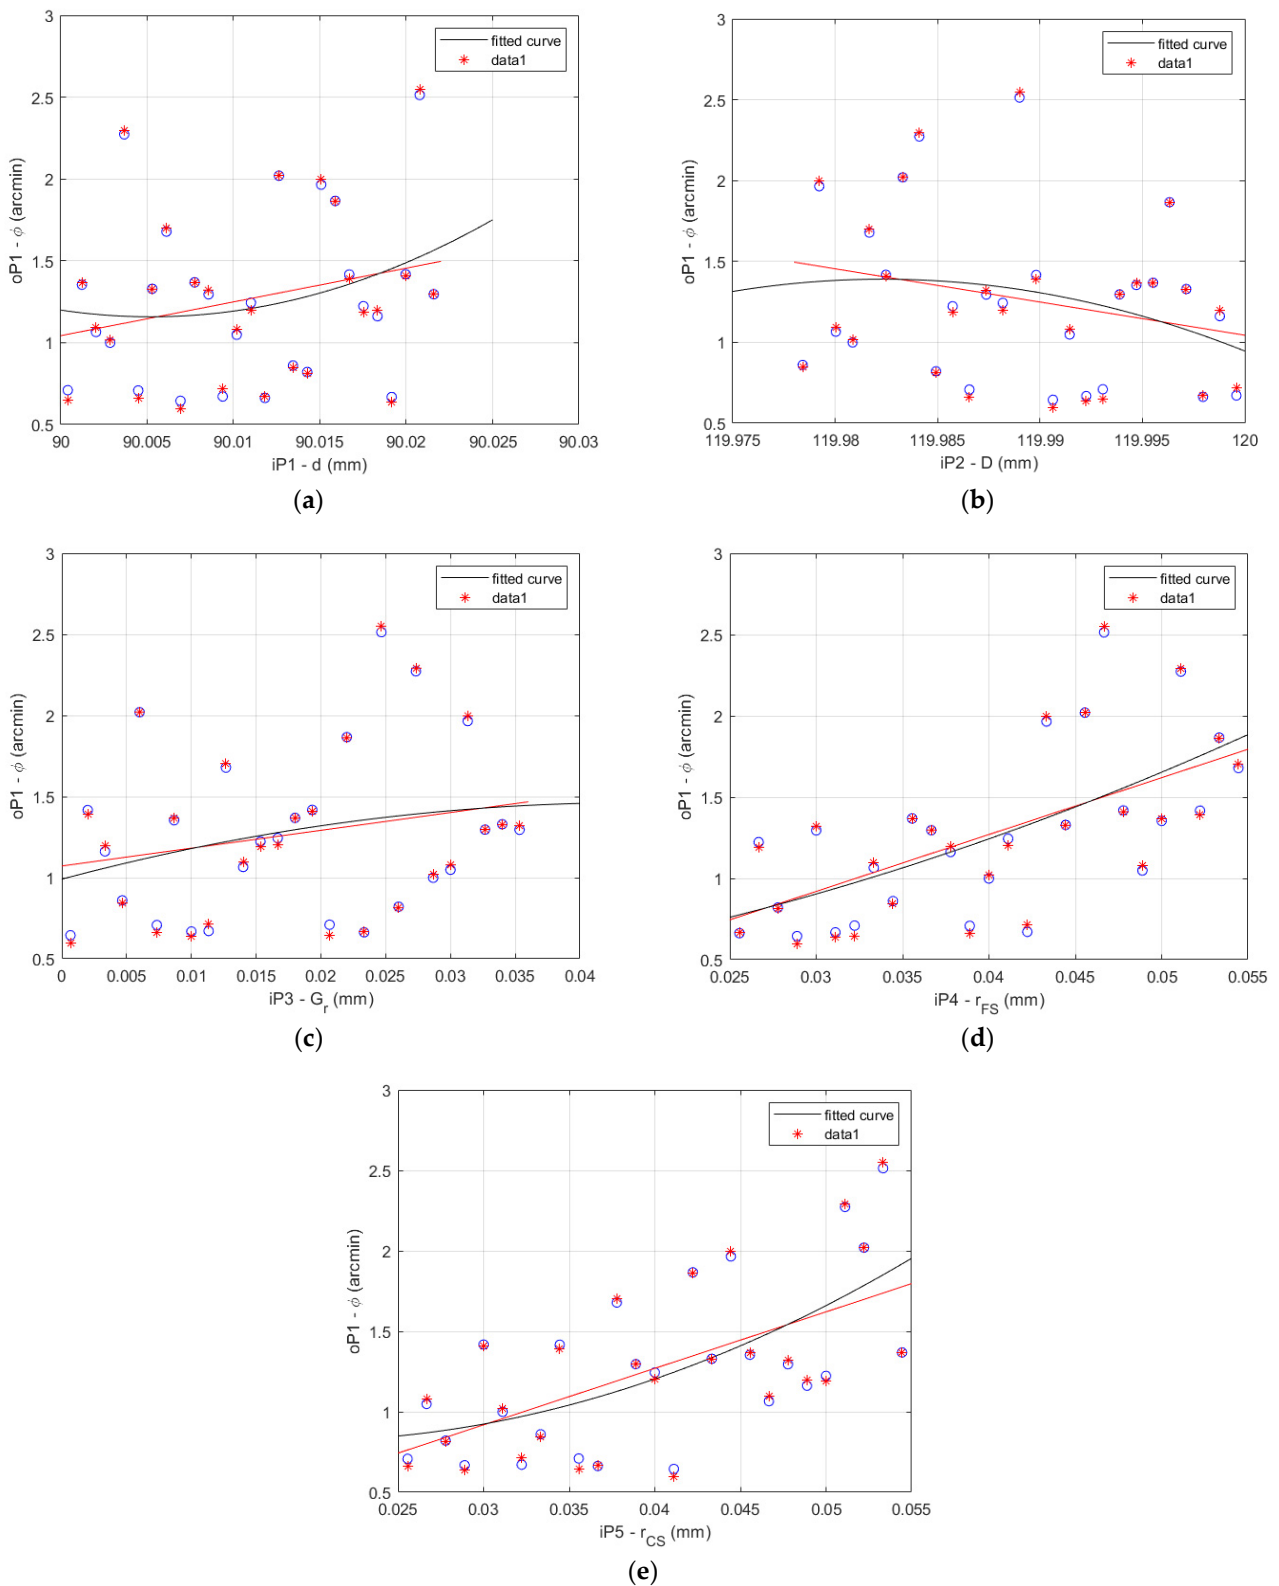 3
2.5
2
1.5
1
0.5
oP1 - ϕ (arcmin)
fitted curve
data1
90 90.005 90.01 90.015 90.02 90.025 90.03
iP1 - d (mm)
(a)
3
2.5
2
1.5
1
0.5
oP1 - ϕ (arcmin)
fitted curve
data1
119.975 119.98 119.985 119.99 119.995 120
iP2 - D (mm)
(b)
3
2.5
2
1.5
1
0.5
oP1 - ϕ (arcmin)
fitted curve
data1
0 0.005 0.01 0.015 0.02 0.025 0.03 0.035 0.04
iP3 - G_r (mm)
(c)
3
2.5
2
1.5
1
0.5
oP1 - ϕ (arcmin)
fitted curve
data1
0.025 0.03 0.035 0.04 0.045 0.05 0.055
iP4 - r_FS (mm)
(d)
3
2.5
2
1.5
1
0.5
oP1 - ϕ (arcmin)
fitted curve
data1
0.025 0.03 0.035 0.04 0.045 0.05 0.055
iP5 - r_CS (mm)
(e)